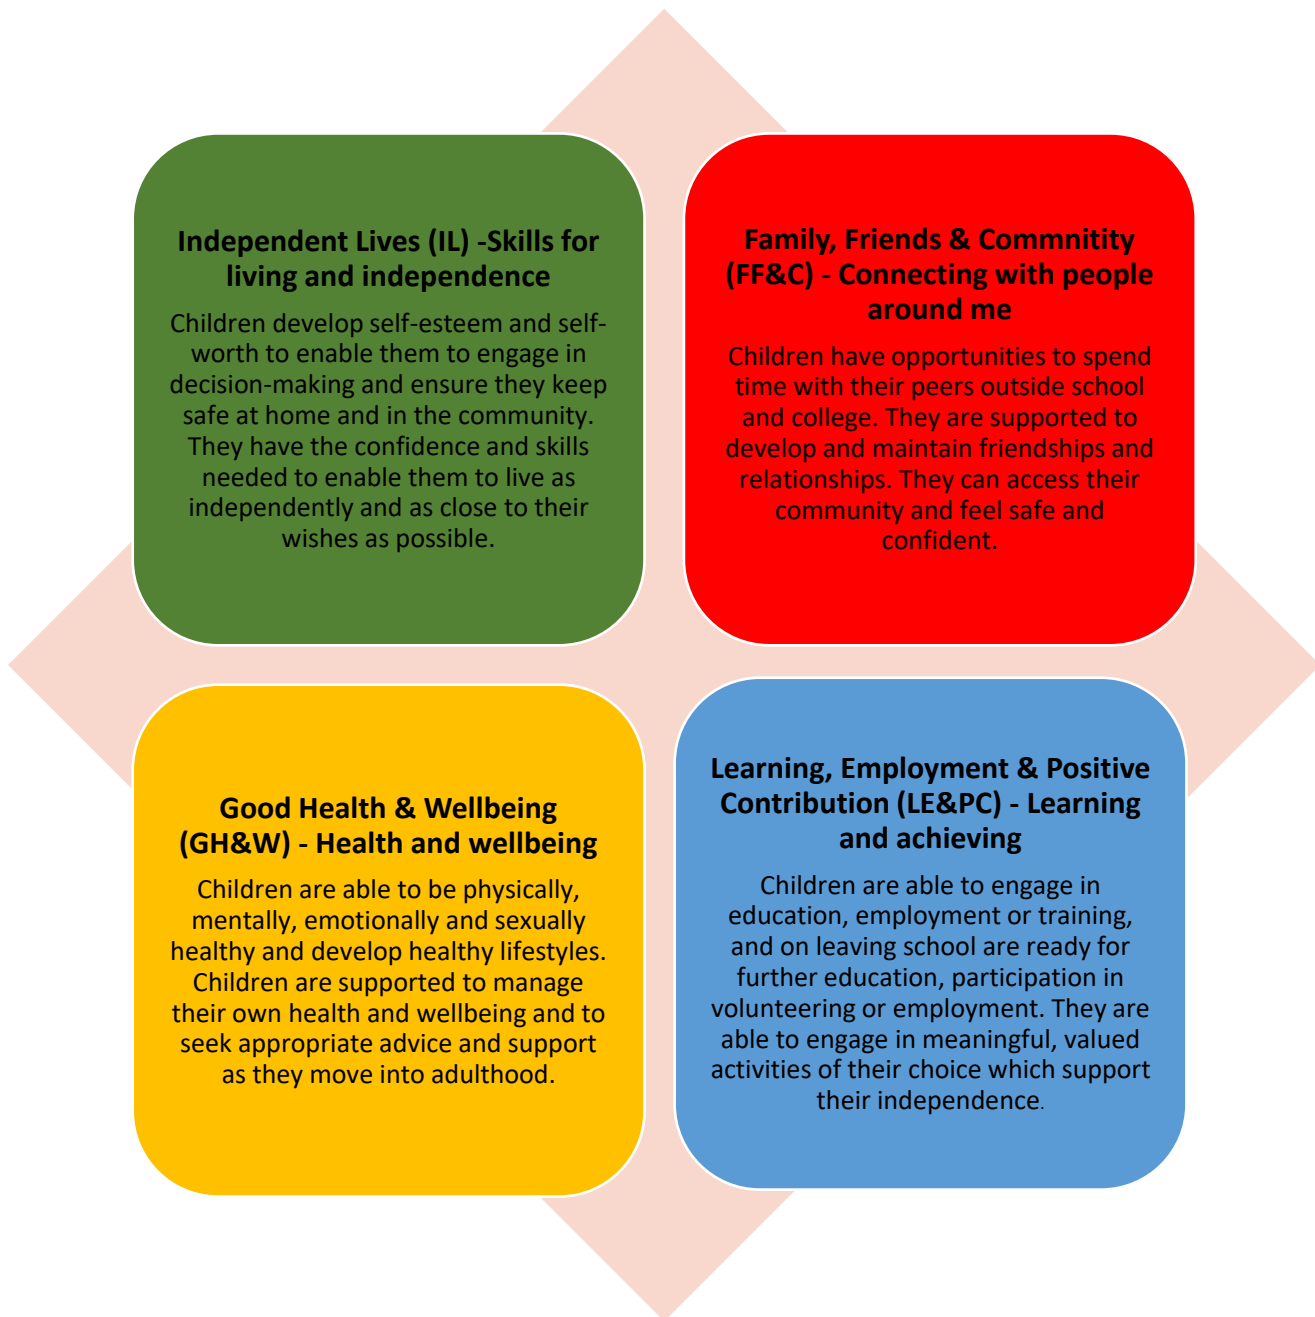 Independent Lives (IL) -Skills for
living and independence
Children develop self-esteem and self-
worth to enable them to engage in
decision-making and ensure they keep
safe at home and in the community.
They have the confidence and skills
needed to enable them to live as
independently and as close to their
wishes as possible.
Family, Friends & Commnitity
(FF&C) - Connecting with people
around me
Children have opportunities to spend
time with their peers outside school
and college. They are supported to
develop and maintain friendships and
relationships. They can access their
community and feel safe and
confident.
Good Health & Wellbeing
(GH&W) - Health and wellbeing
Children are able to be physically,
mentally, emotionally and sexually
healthy and develop healthy lifestyles.
Children are supported to manage
their own health and wellbeing and to
seek appropriate advice and support
as they move into adulthood.
Learning, Employment & Positive
Contribution (LE&PC) - Learning
and achieving
Children are able to engage in
education, employment or training,
and on leaving school are ready for
further education, participation in
volunteering or employment. They are
able to engage in meaningful, valued
activities of their choice which support
their independence.